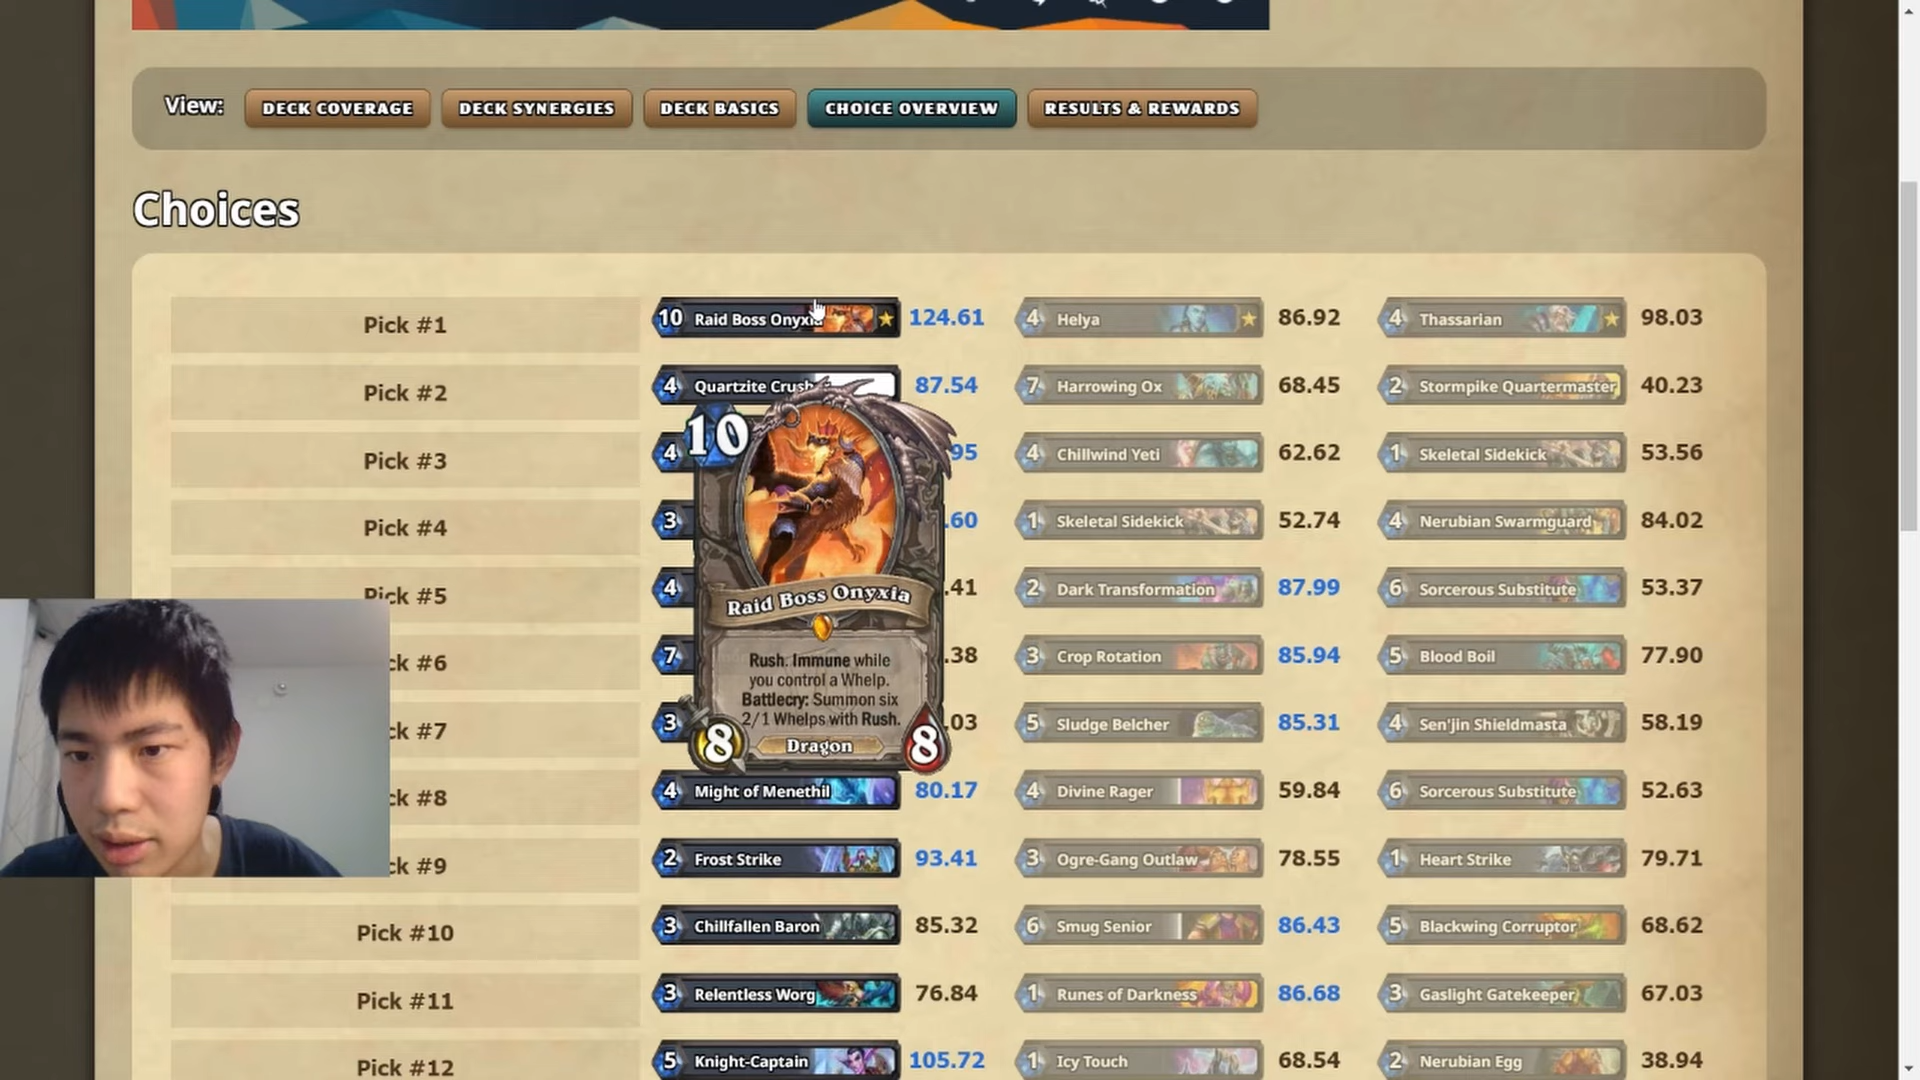 View:
DECK COVERAGE
DECK SYNERGIES
DECK BASICS
CHOICE OVERVIEW
RESULTS & REWARDS
Choices
Pick #1 10 Raid Boss Onyxia 124.61 4 Helya 86.92 4 Thassarian 98.03
Pick #2 4 Quartzite Crush 87.54 7 Harrowing Ox 68.45 2 Stormpike Quartermaster 40.23
Pick #3 4 95 4 Chillwind Yeti 62.62 1 Skeletal Sidekick 53.56
Pick #4 3 .60 1 Skeletal Sidekick 52.74 4 Nerubian Swarmguard 84.02
Pick #5 4 .41 2 Dark Transformation 87.99 6 Sorcerous Substitute 53.37
ck #6 7 .38 3 Crop Rotation 85.94 5 Blood Boil 77.90
ck #7 3 .03 5 Sludge Belcher 85.31 4 Sen'jin Shieldmasta 58.19
ck #8 4 Might of Menethil 80.17 4 Divine Rager 59.84 6 Sorcerous Substitute 52.63
ck #9 2 Frost Strike 93.41 3 Ogre-Gang Outlaw 78.55 1 Heart Strike 79.71
Pick #10 3 Chillfallen Baron 85.32 6 Smug Senior 86.43 5 Blackwing Corruptor 68.62
Pick #11 3 Relentless Worg 76.84 1 Runes of Darkness 86.68 3 Gaslight Gatekeeper 67.03
Pick #12 5 Knight-Captain 105.72 1 Icy Touch 68.54 2 Nerubian Egg 38.94
10
Raid Boss Onyxia
Rush. Immune while
you control a Whelp.
Battlecry: Summon six
2/1 Whelps with Rush.
8 Dragon 8